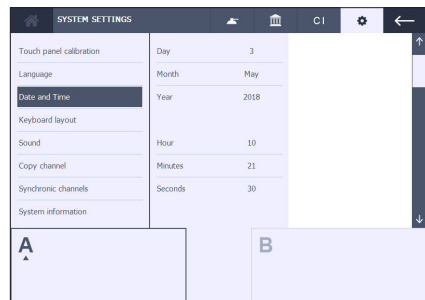 SYSTEM SETTINGS CI
Touch panel calibration
Language
Date and Time
Keyboard layout
Sound
Copy channel
Synchronic channels
System information
Day 3
Month May
Year 2018
Hour 10
Minutes 21
Seconds 30
A
B